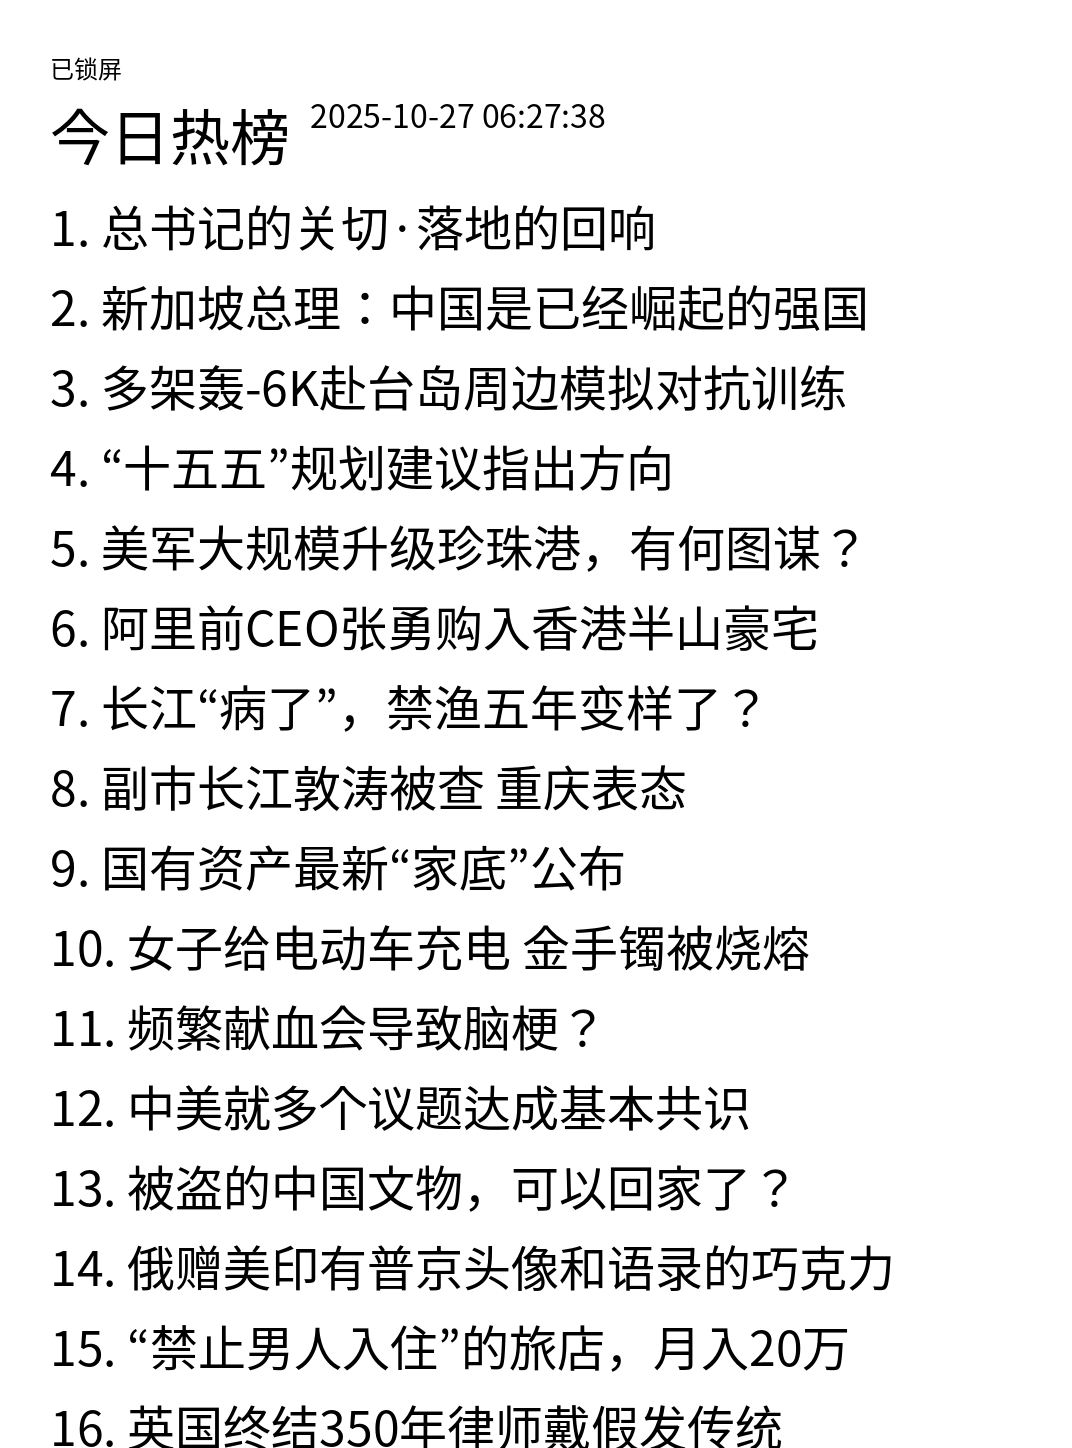 已锁屏
今日热榜 2025-10-27 06:27:38
1. 总书记的关切·落地的回响
2. 新加坡总理：中国是已经崛起的强国
3. 多架轰-6K赴台岛周边模拟对抗训练
4. “十五五”规划建议指出方向
5. 美军大规模升级珍珠港，有何图谋？
6. 阿里前CEO张勇购入香港半山豪宅
7. 长江“病了”，禁渔五年变样了？
8. 副市长江敦涛被查 重庆表态
9. 国有资产最新“家底”公布
10. 女子给电动车充电 金手镯被烧熔
11. 频繁献血会导致脑梗？
12. 中美就多个议题达成基本共识
13. 被盗的中国文物，可以回家了？
14. 俄赠美印有普京头像和语录的巧克力
15. “禁止男人入住”的旅店，月入20万
16. 英国终结350年律师戴假发传统